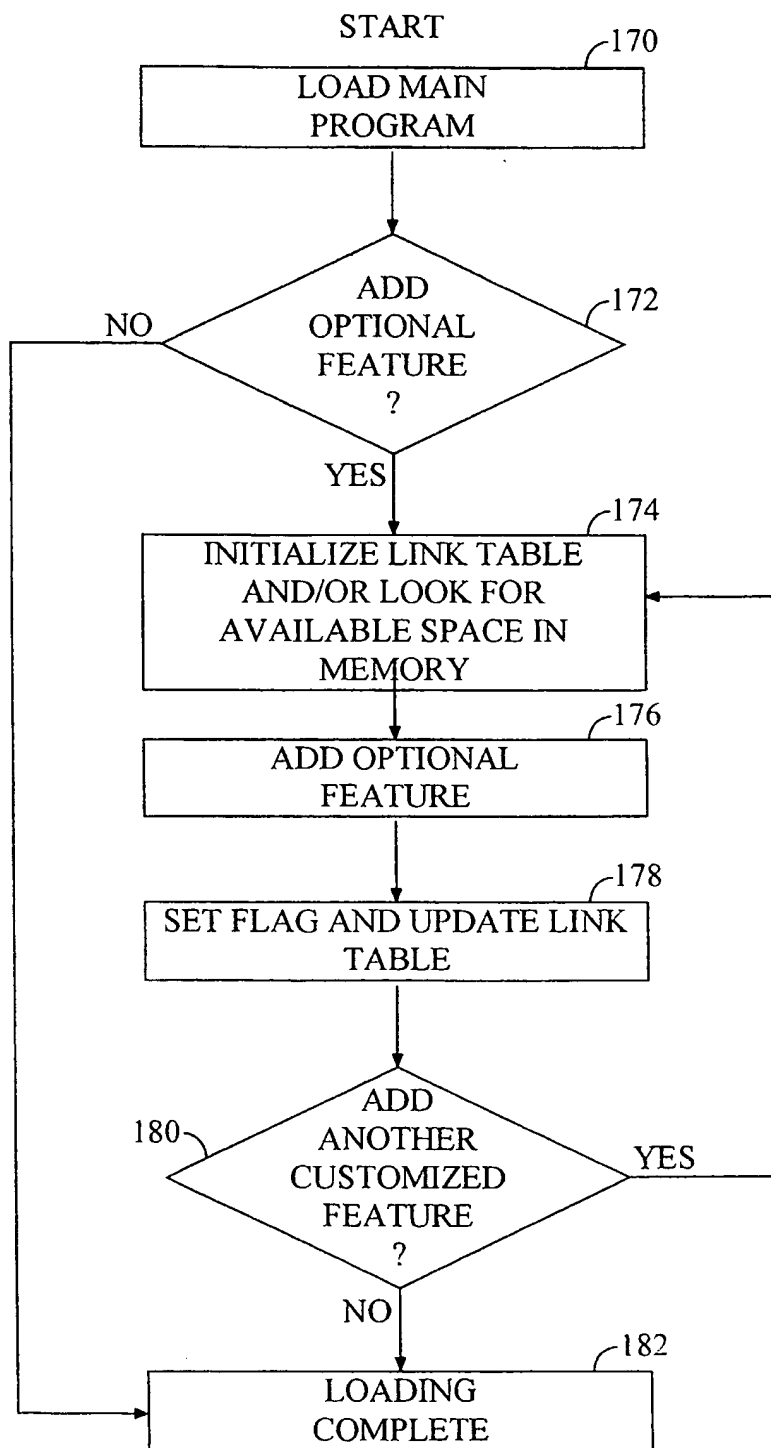 START
170
LOAD MAIN
PROGRAM
ADD
OPTIONAL
FEATURE
?
172
NO
YES
174
INITIALIZE LINK TABLE
AND/OR LOOK FOR
AVAILABLE SPACE IN
MEMORY
176
ADD OPTIONAL
FEATURE
178
SET FLAG AND UPDATE LINK
TABLE
180
ADD
ANOTHER
CUSTOMIZED
FEATURE
?
YES
NO
182
LOADING
COMPLETE